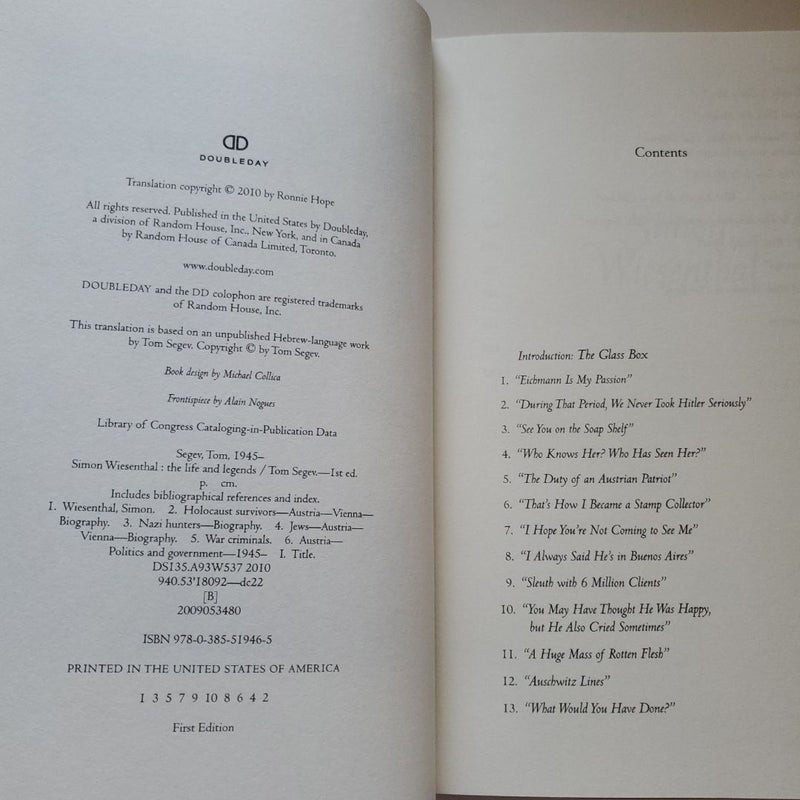 DD
DOUBLEDAY
Translation copyright © 2010 by Ronnie Hope
All rights reserved. Published in the United States by Doubleday,
a division of Random House, Inc., New York, and in Canada
by Random House of Canada Limited, Toronto.
www.doubleday.com
DOUBLEDAY and the DD colophon are registered trademarks
of Random House, Inc.
This translation is based on an unpublished Hebrew-language work
by Tom Segev. Copyright © by Tom Segev.
Book design by Michael Collica
Frontispiece by Alain Nogues
Library of Congress Cataloging-in-Publication Data
Segev, Tom, 1945–
Simon Wiesenthal : the life and legends / Tom Segev.—1st ed.
p. cm.
Includes bibliographical references and index.
1. Wiesenthal, Simon. 2. Holocaust survivors—Austria—Vienna—
Biography. 3. Nazi hunters—Biography. 4. Jews—Austria—
Vienna—Biography. 5. War criminals. 6. Austria—
Politics and government—1945– I. Title.
DS135.A93W537 2010
940.53'18092—dc22
[B]
2009053480
ISBN 978-0-385-51946-5
PRINTED IN THE UNITED STATES OF AMERICA
1 3 5 7 9 10 8 6 4 2
First Edition
Contents
Introduction: The Glass Box
1. “Eichmann Is My Passion”
2. “During That Period, We Never Took Hitler Seriously”
3. “See You on the Soap Shelf”
4. “Who Knows Her? Who Has Seen Her?”
5. “The Duty of an Austrian Patriot”
6. “That’s How I Became a Stamp Collector”
7. “I Hope You’re Not Coming to See Me”
8. “I Always Said He’s in Buenos Aires”
9. “Sleuth with 6 Million Clients”
10. “You May Have Thought He Was Happy,
but He Also Cried Sometimes”
11. “A Huge Mass of Rotten Flesh”
12. “Auschwitz Lines”
13. “What Would You Have Done?”